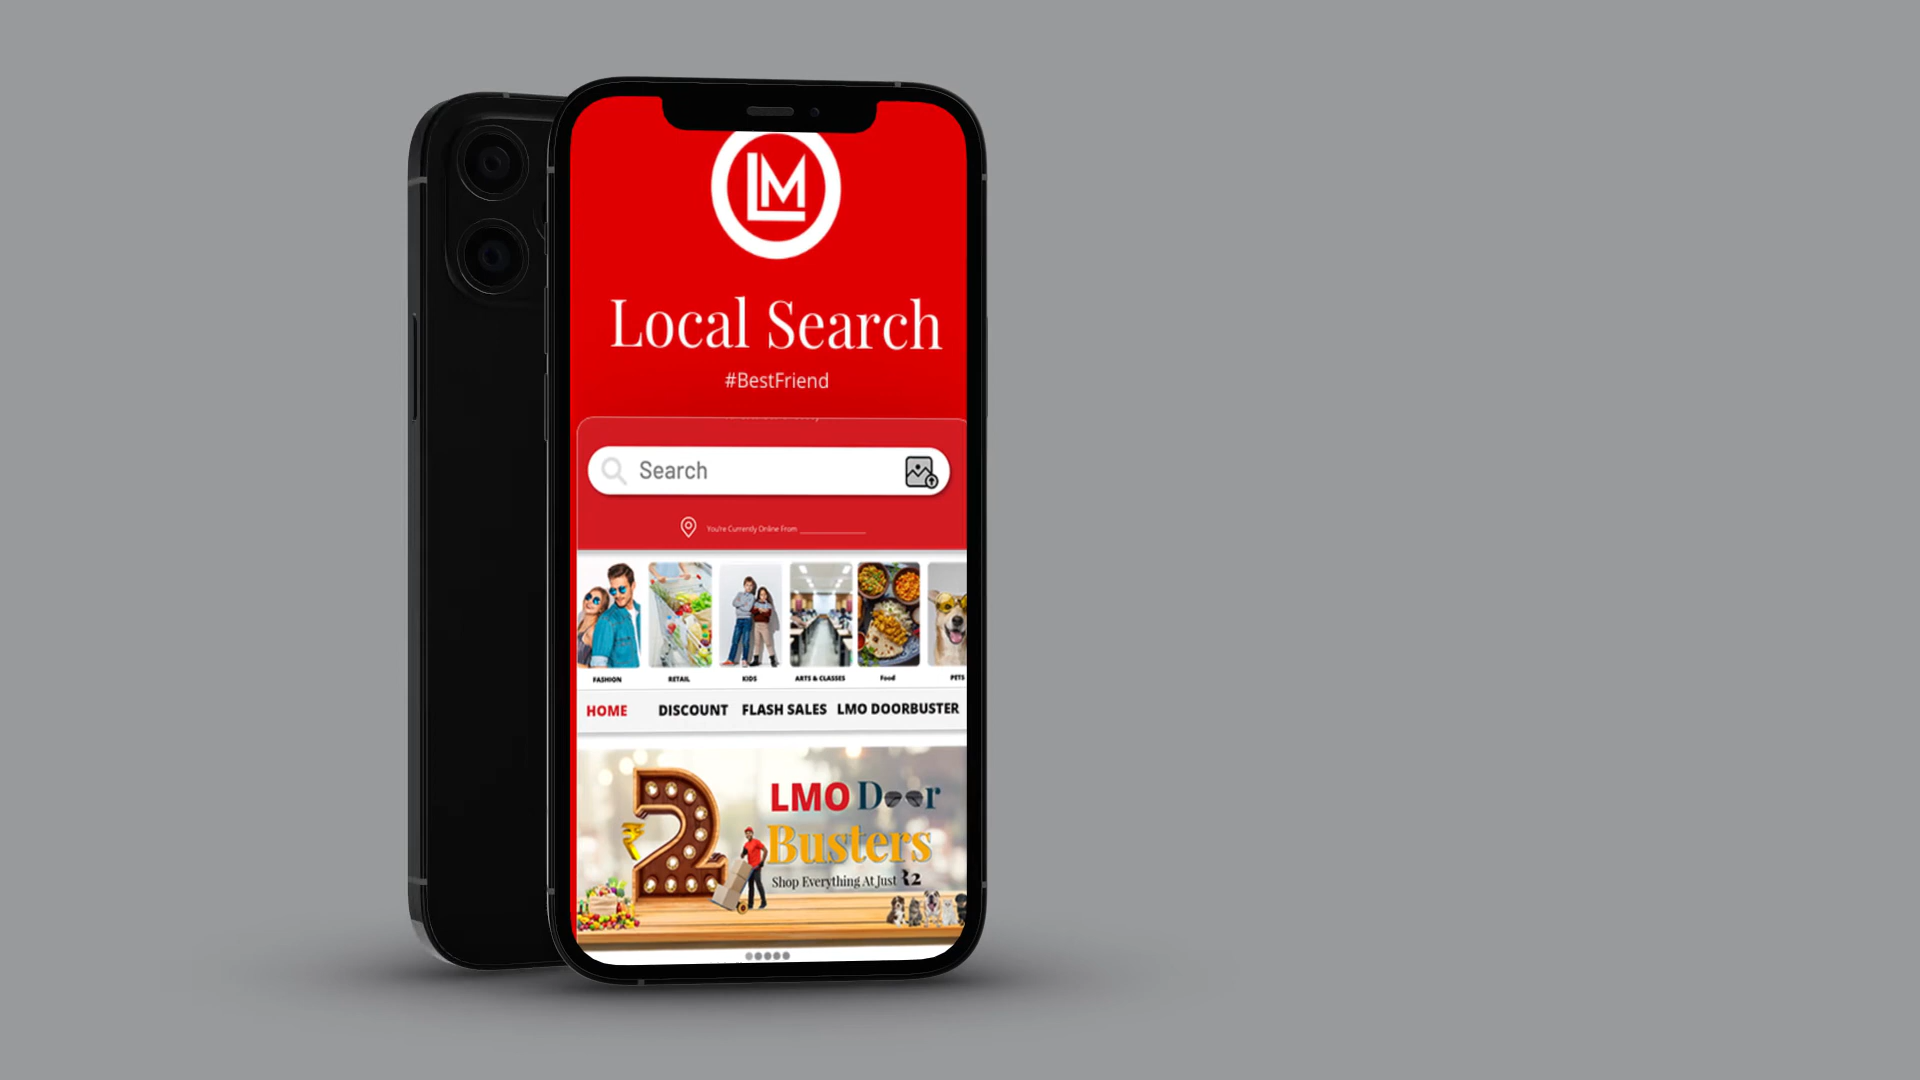 LM
Local Search
#BestFriend
Search
You're Currently Online From
FASHION
RETAIL
KIDS
ARTS & CLASSES
Food
PETS
HOME
DISCOUNT
FLASH SALES
LMO DOORBUSTER
₹2
LMO Door
Busters
Shop Everything At Just ₹2